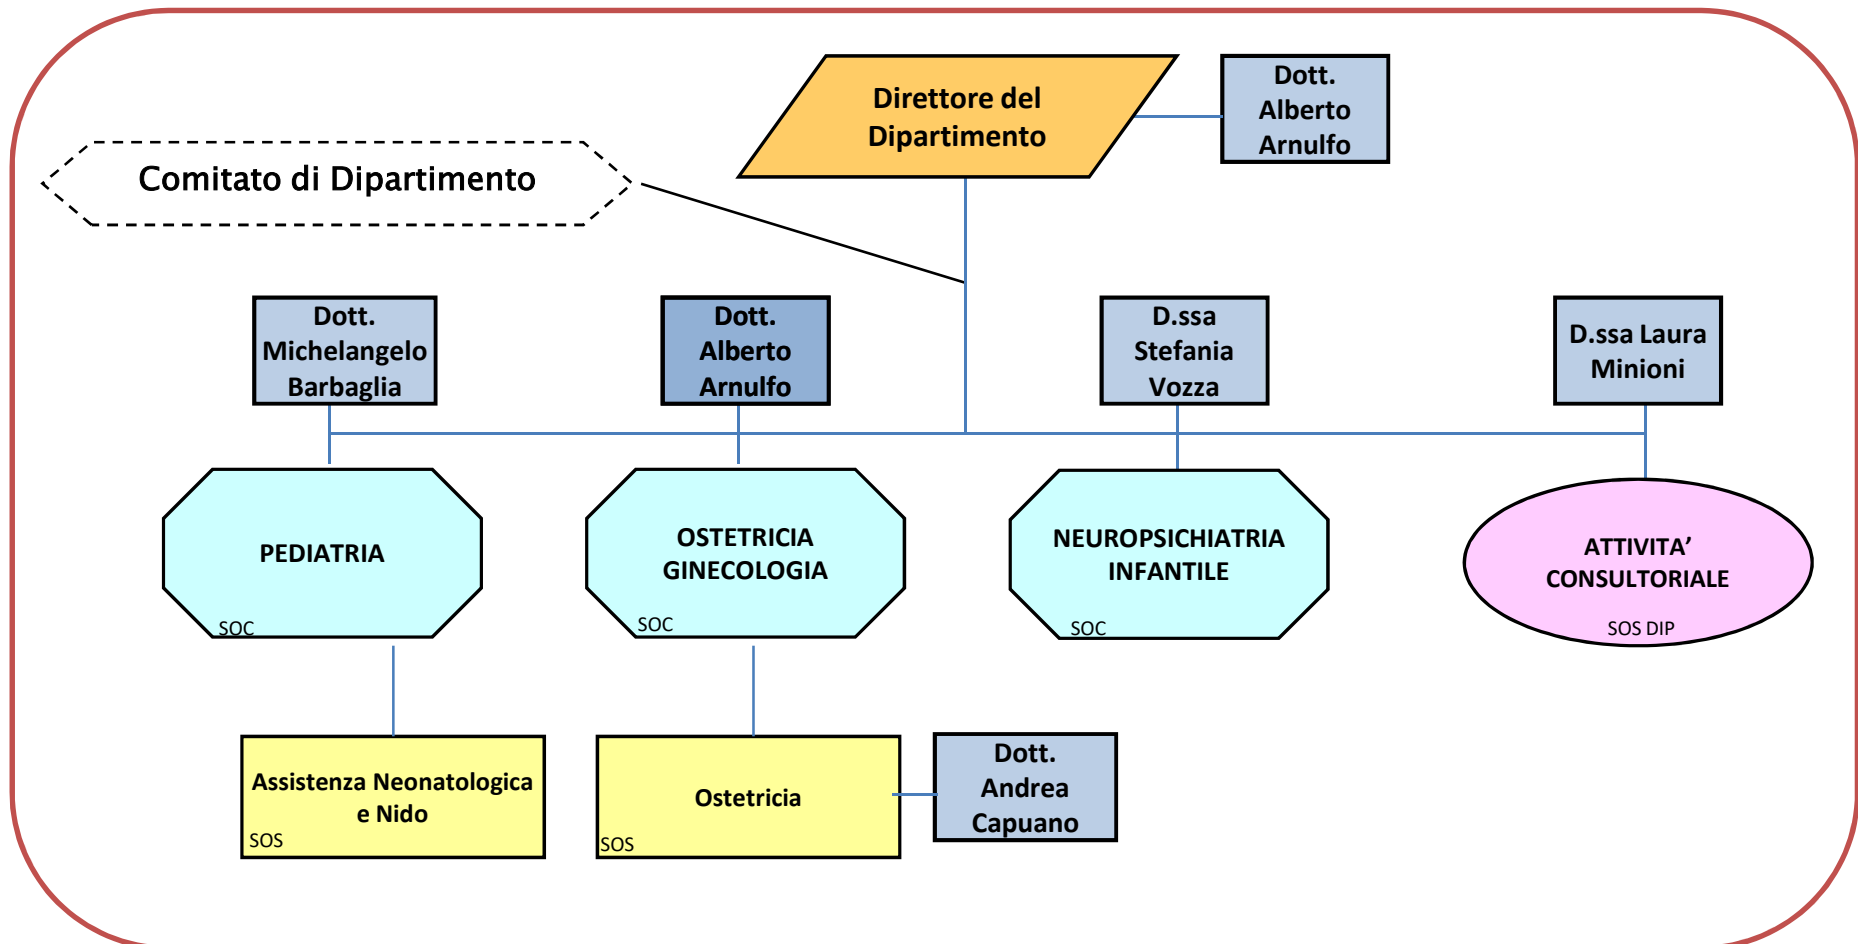 Direttore del
Dipartimento
Dott.
Alberto
Arnulfo
Comitato di Dipartimento
Dott.
Michelangelo
Barbaglia
Dott.
Alberto
Arnulfo
D.ssa
Stefania
Vozza
D.ssa Laura
Minioni
PEDIATRIA
SOC
OSTETRICIA
GINECOLOGIA
SOC
NEUROPSICHIATRIA
INFANTILE
SOC
ATTIVITA’
CONSULTORIALE
SOS DIP
Assistenza Neonatologica
e Nido
SOS
Ostetricia
SOS
Dott.
Andrea
Capuano